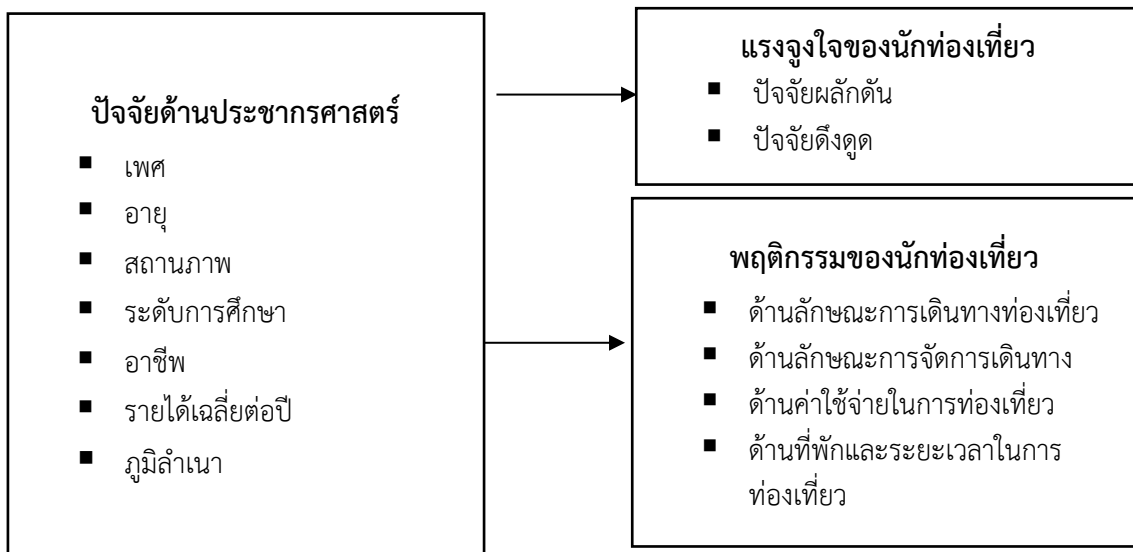 ปัจจัยด้านประชากรศาสตร์
▪ เพศ
▪ อายุ
▪ สถานภาพ
▪ ระดับการศึกษา
▪ อาชีพ
▪ รายได้เฉลี่ยต่อปี
▪ ภูมิลำเนา
แรงจูงใจของนักท่องเที่ยว
▪ ปัจจัยผลักดัน
▪ ปัจจัยดึงดูด
พฤติกรรมของนักท่องเที่ยว
▪ ด้านลักษณะการเดินทางท่องเที่ยว
▪ ด้านลักษณะการจัดการเดินทาง
▪ ด้านค่าใช้จ่ายในการท่องเที่ยว
▪ ด้านที่พักและระยะเวลาในการ
ท่องเที่ยว